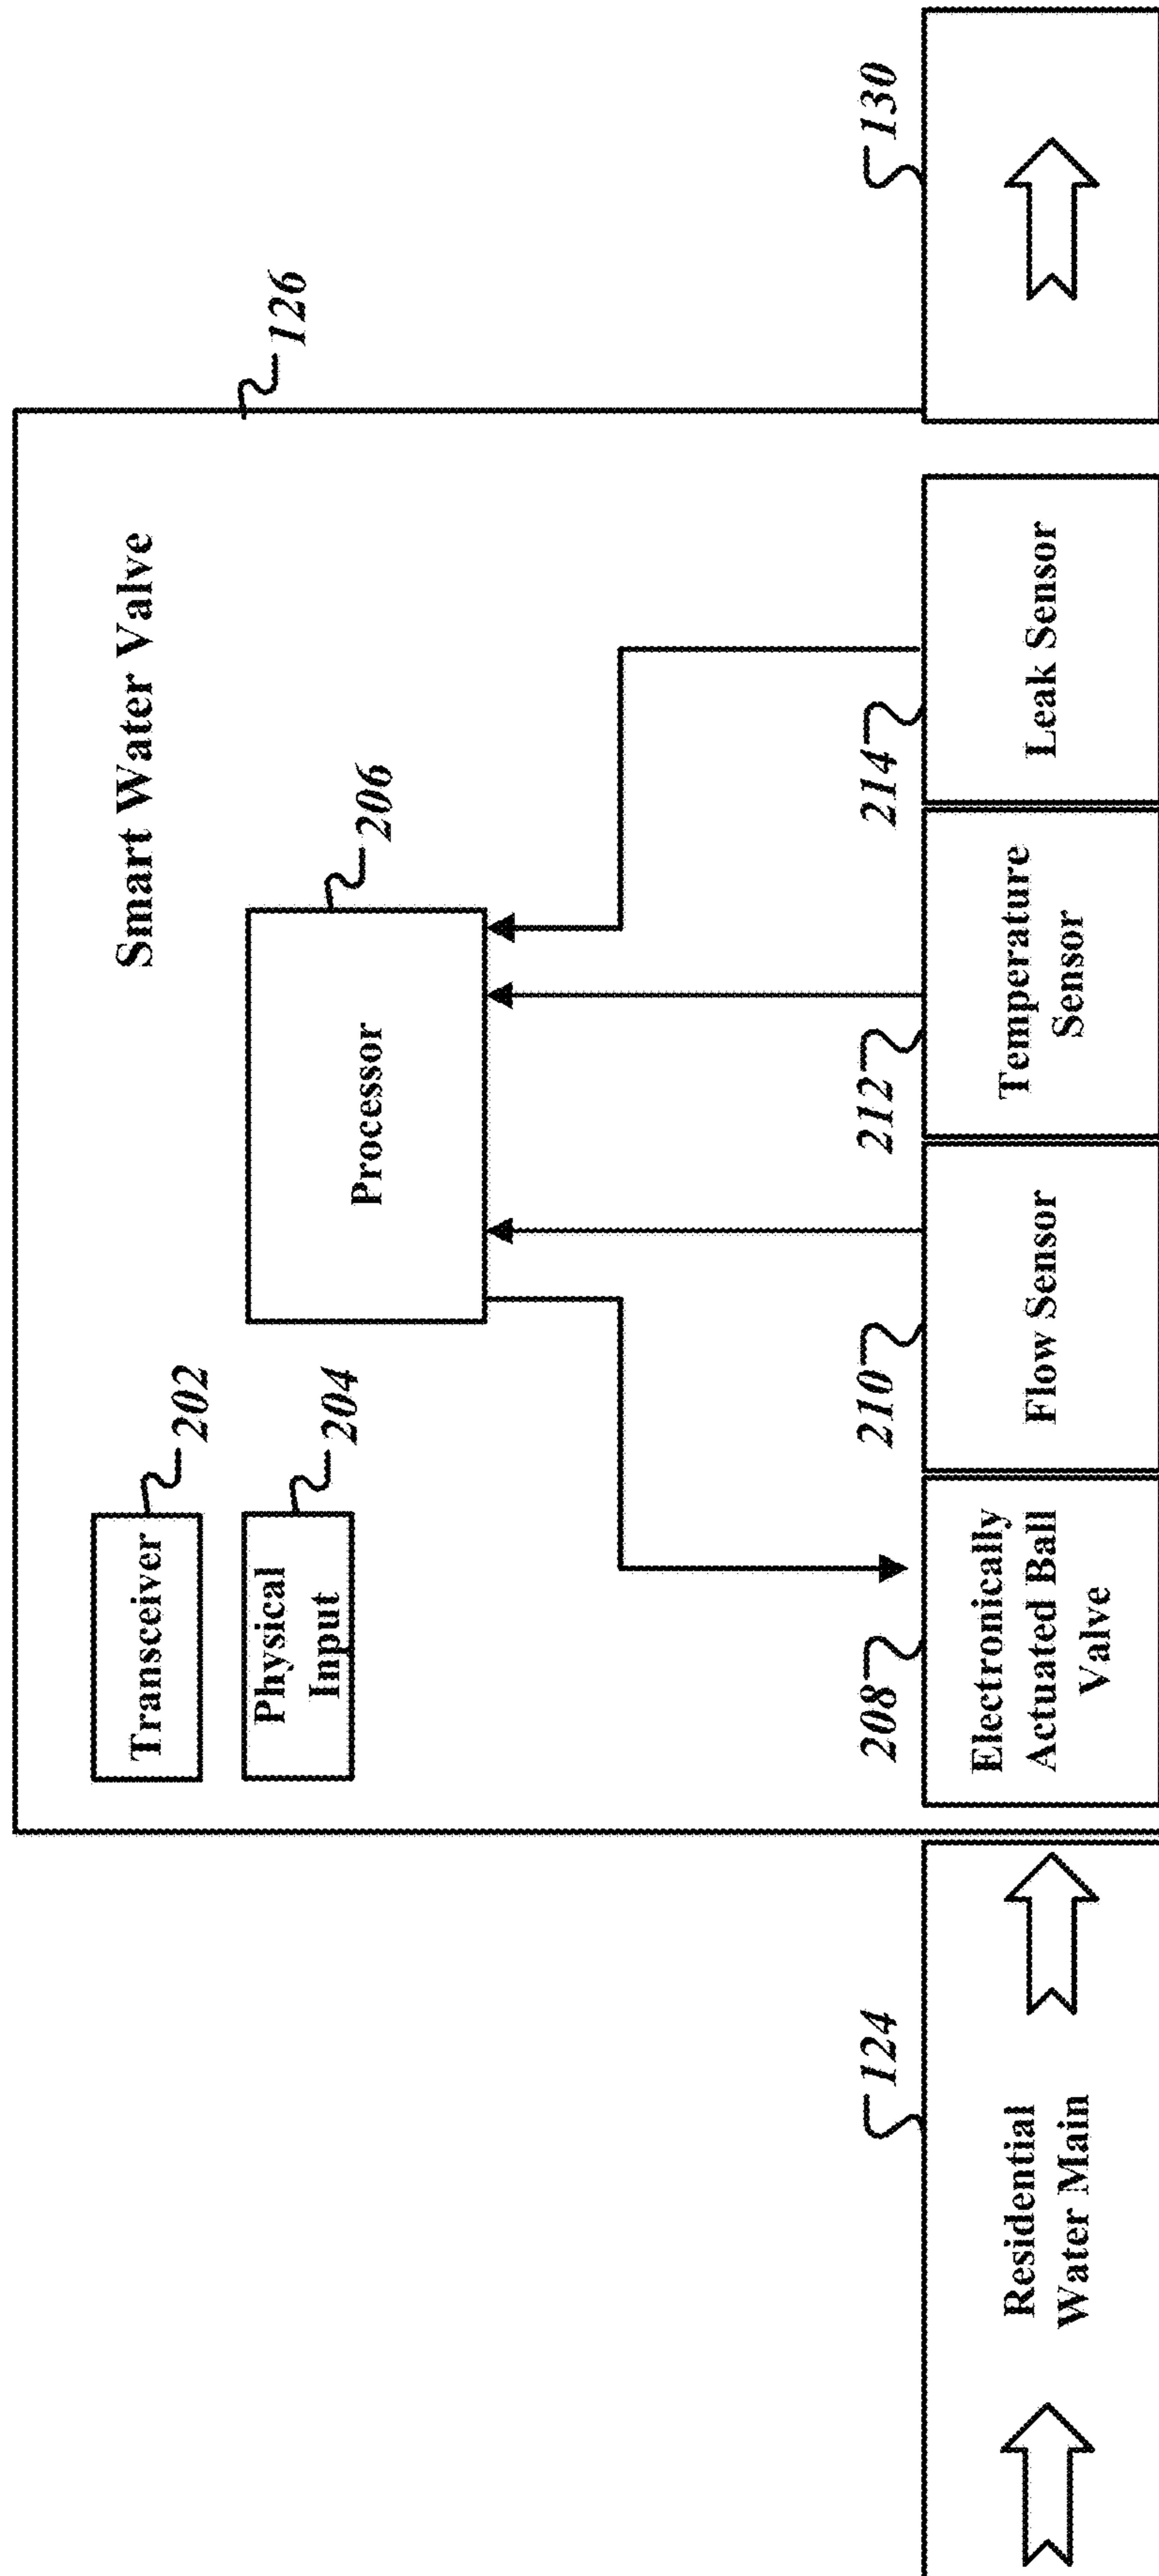 Smart Water Valve
126
Transceiver
202
Physical
Input
204
Processor
206
124
208
210
212
214
130
Residential
Water Main
Electronically
Actuated Ball
Valve
Flow Sensor
Temperature
Sensor
Leak Sensor